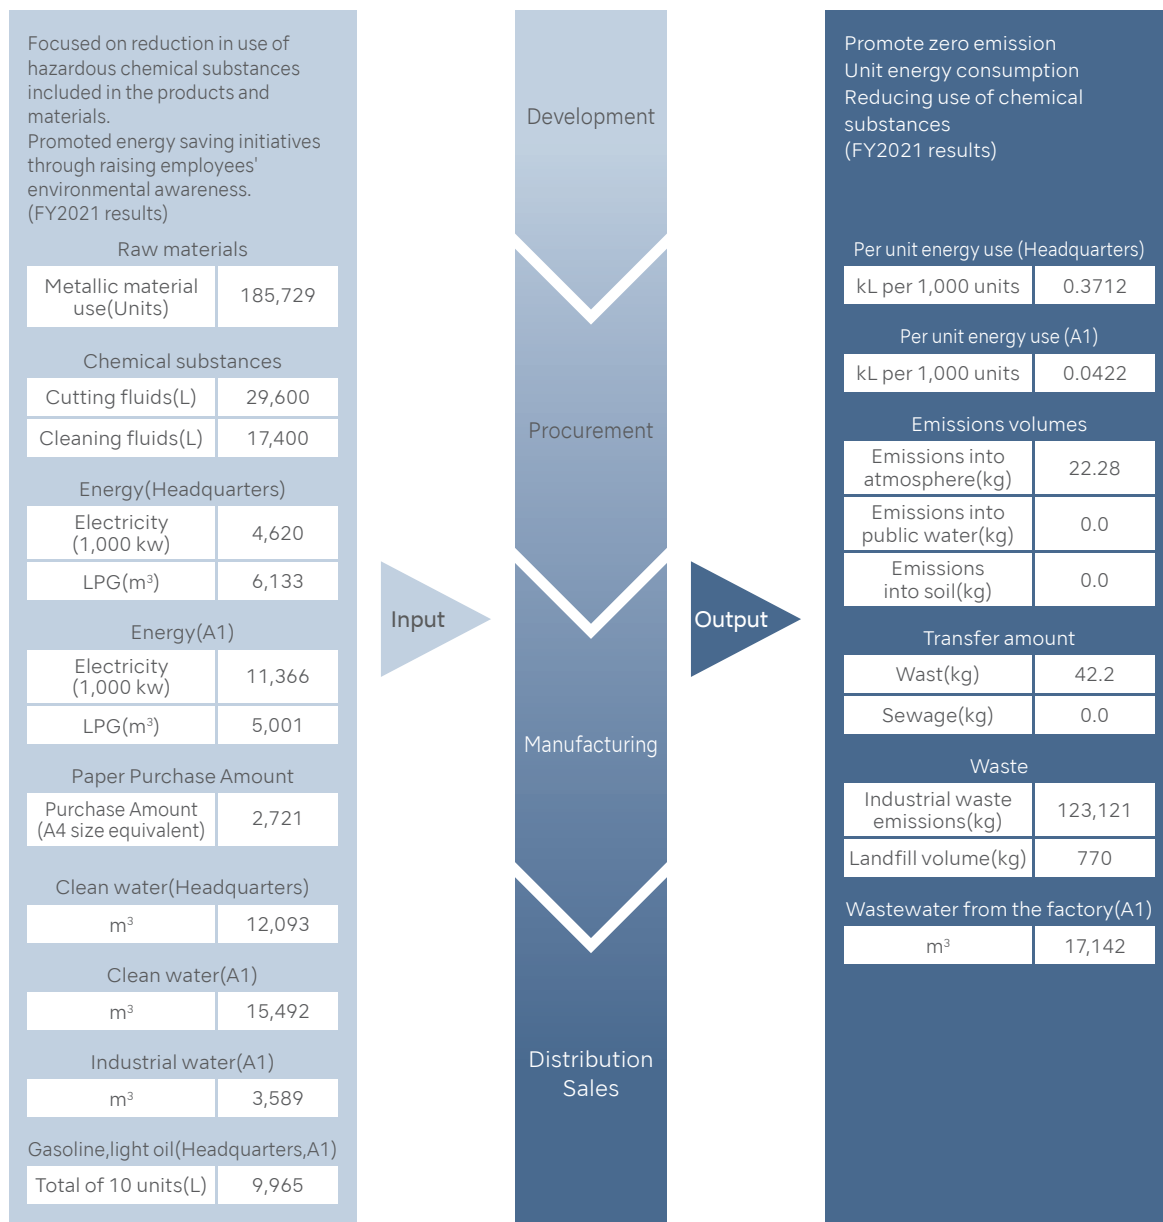 Focused on reduction in use of
hazardous chemical substances
included in the products and
materials.
Promoted energy saving initiatives
through raising employees'
environmental awareness.
(FY2021 results)
Raw materials
Metallic material
use(Units)
185,729
Chemical substances
Cutting fluids(L)
29,600
Cleaning fluids(L)
17,400
Energy(Headquarters)
Electricity
(1,000 kw)
4,620
LPG(m³)
6,133
Energy(A1)
Electricity
(1,000 kw)
11,366
LPG(m³)
5,001
Paper Purchase Amount
Purchase Amount
(A4 size equivalent)
2,721
Clean water(Headquarters)
m³
12,093
Clean water(A1)
m³
15,492
Industrial water(A1)
m³
3,589
Gasoline,light oil(Headquarters,A1)
Total of 10 units(L)
9,965
Input
Development
Procurement
Manufacturing
Distribution
Sales
Output
Promote zero emission
Unit energy consumption
Reducing use of chemical
substances
(FY2021 results)
Per unit energy use (Headquarters)
kL per 1,000 units
0.3712
Per unit energy use (A1)
kL per 1,000 units
0.0422
Emissions volumes
Emissions into
atmosphere(kg)
22.28
Emissions into
public water(kg)
0.0
Emissions
into soil(kg)
0.0
Transfer amount
Wast(kg)
42.2
Sewage(kg)
0.0
Waste
Industrial waste
emissions(kg)
123,121
Landfill volume(kg)
770
Wastewater from the factory(A1)
m³
17,142